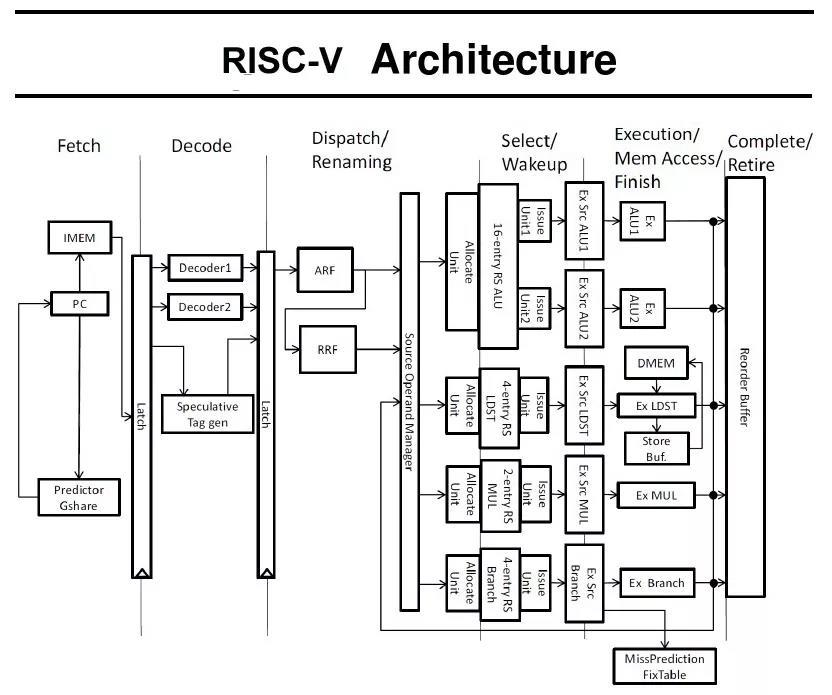 RISC-V Architecture
Fetch
Decode
Dispatch/
Renaming
Select/
Wakeup
Execution/
Mem Access/
Finish
Complete/
Retire
IMEM
PC
Predictor
Gshare
Latch
Decoder1
Decoder2
Speculative
Tag gen
Latch
ARF
RRF
Source Operand Manager
Allocate
Unit
16-entry RS ALU
Issue
Unit1
Issue
Unit2
Ex Src ALU1
Ex Src ALU2
Ex
ALU1
Ex
ALU2
Allocate
Unit
4-entry RS
LDST
Issue
Unit
Ex Src LDST
DMEM
Ex LDST
Store
Buf.
Allocate
Unit
2-entry RS
MUL
Issue
Unit
Ex Src MUL
Ex MUL
Allocate
Unit
4-entry RS
Branch
Issue
Unit
Ex Src
Branch
Ex Branch
MissPrediction
FixTable
Reorder Buffer